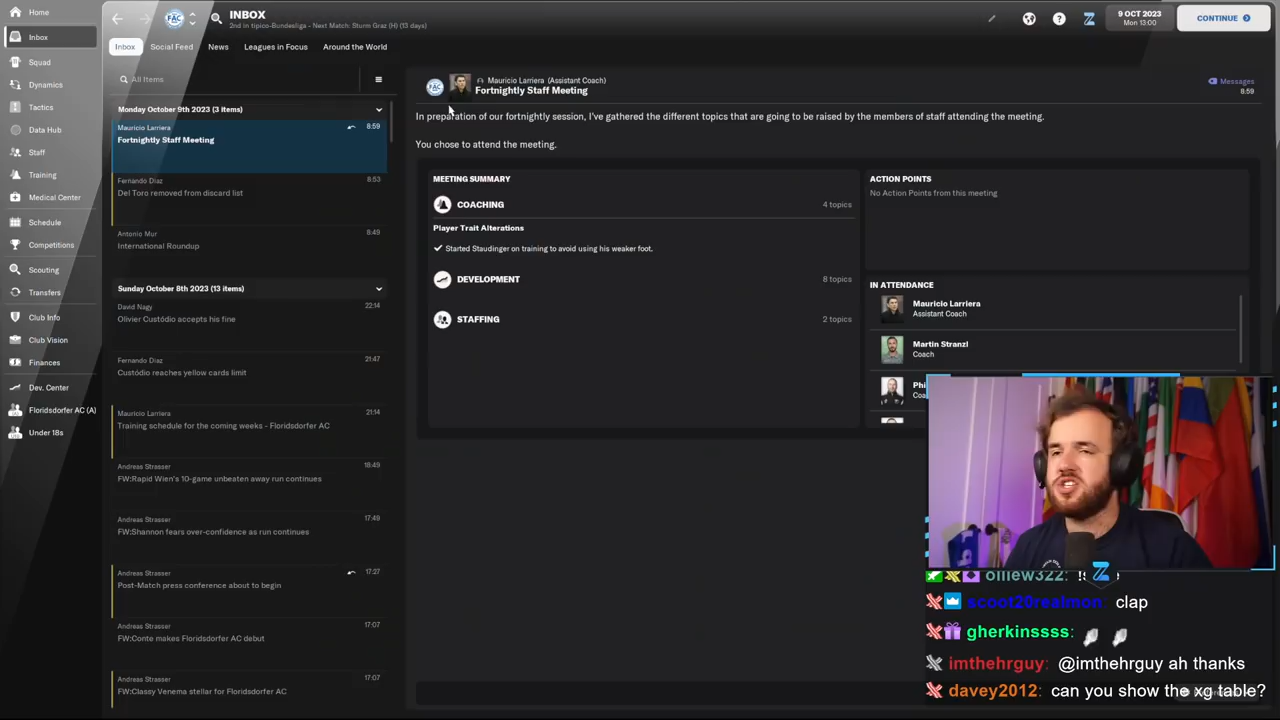 Home
Inbox
Squad
Dynamics
Tactics
Data Hub
Staff
Training
Medical Center
Schedule
Competitions
Scouting
Transfers
Club Info
Club Vision
Finances
Dev. Center
Floridsdorfer AC (A)
Under 18s
FAC
INBOX
2nd in tipico-Bundesliga - Next Match: Sturm Graz (H) (13 days)
9 OCT 2023
Mon 13:00
CONTINUE
Inbox
Social Feed
News
Leagues in Focus
Around the World
All Items
Monday October 9th 2023 (3 items)
Mauricio Larriera 8:59
Fortnightly Staff Meeting
Fernando Diaz 8:53
Del Toro removed from discard list
Antonio Mur 8:49
International Roundup
Sunday October 8th 2023 (13 items)
David Nagy 22:14
Olivier Custódio accepts his fine
Fernando Diaz 21:47
Custódio reaches yellow cards limit
Mauricio Larriera 21:14
Training schedule for the coming weeks - Floridsdorfer AC
Andreas Strasser 18:49
FW:Rapid Wien's 10-game unbeaten away run continues
Andreas Strasser 17:49
FW:Shannon fears over-confidence as run continues
Andreas Strasser 17:27
Post-Match press conference about to begin
Andreas Strasser 17:07
FW:Conte makes Floridsdorfer AC debut
Andreas Strasser 17:07
FW:Classy Venema stellar for Floridsdorfer AC
FAC
Mauricio Larriera (Assistant Coach)
Fortnightly Staff Meeting
Messages
8:59
In preparation of our fortnightly session, I've gathered the different topics that are going to be raised by the members of staff attending the meeting.
You chose to attend the meeting.
MEETING SUMMARY
COACHING 4 topics
Player Trait Alterations
Started Staudinger on training to avoid using his weaker foot.
DEVELOPMENT 8 topics
STAFFING 2 topics
ACTION POINTS
No Action Points from this meeting
IN ATTENDANCE
Mauricio Larriera
Assistant Coach
Martin Stranzl
Coach
olliew322:
scoot20realmon clap
gherkinssss:
imthehrguy: @imthehrguy ah thanks
davey2012: can you show the xg table?